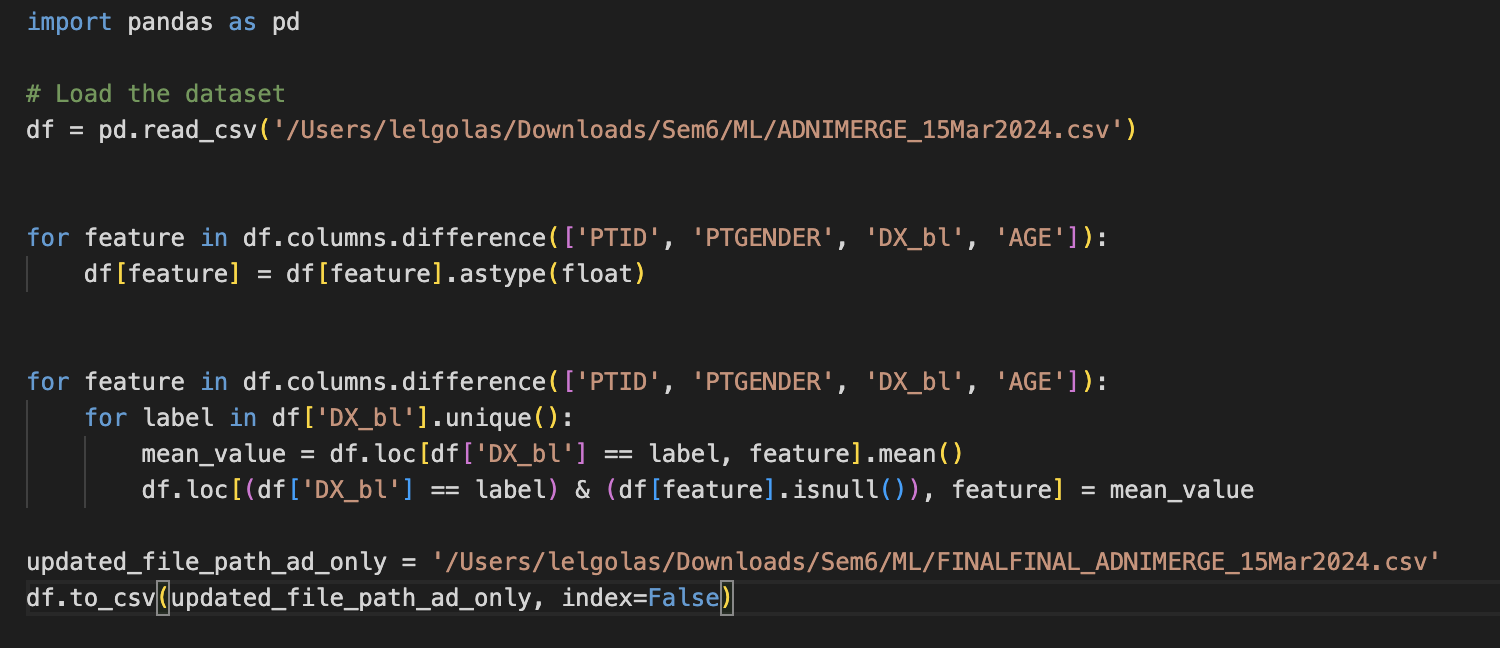 import pandas as pd
# Load the dataset
df = pd.read_csv('/Users/lelgolas/Downloads/Sem6/ML/ADNIMERGE_15Mar2024.csv')
for feature in df.columns.difference(['PTID', 'PTGENDER', 'DX_bl', 'AGE']):
    df[feature] = df[feature].astype(float)
for feature in df.columns.difference(['PTID', 'PTGENDER', 'DX_bl', 'AGE']):
    for label in df['DX_bl'].unique():
        mean_value = df.loc[df['DX_bl'] == label, feature].mean()
        df.loc[(df['DX_bl'] == label) & (df[feature].isnull()), feature] = mean_value
updated_file_path_ad_only = '/Users/lelgolas/Downloads/Sem6/ML/FINALFINAL_ADNIMERGE_15Mar2024.csv'
df.to_csv(updated_file_path_ad_only, index=False)